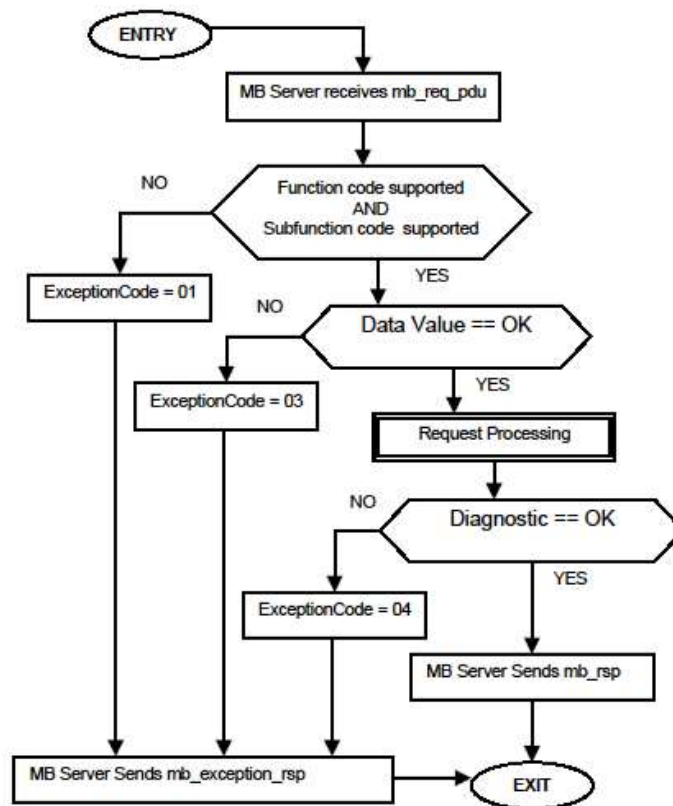 ENTRY
MB Server receives mb_req_pdu
NO
Function code supported
AND
Subfunction code supported
YES
ExceptionCode = 01
NO
Data Value == OK
YES
ExceptionCode = 03
Request Processing
NO
Diagnostic == OK
YES
ExceptionCode = 04
MB Server Sends mb_rsp
MB Server Sends mb_exception_rsp
EXIT